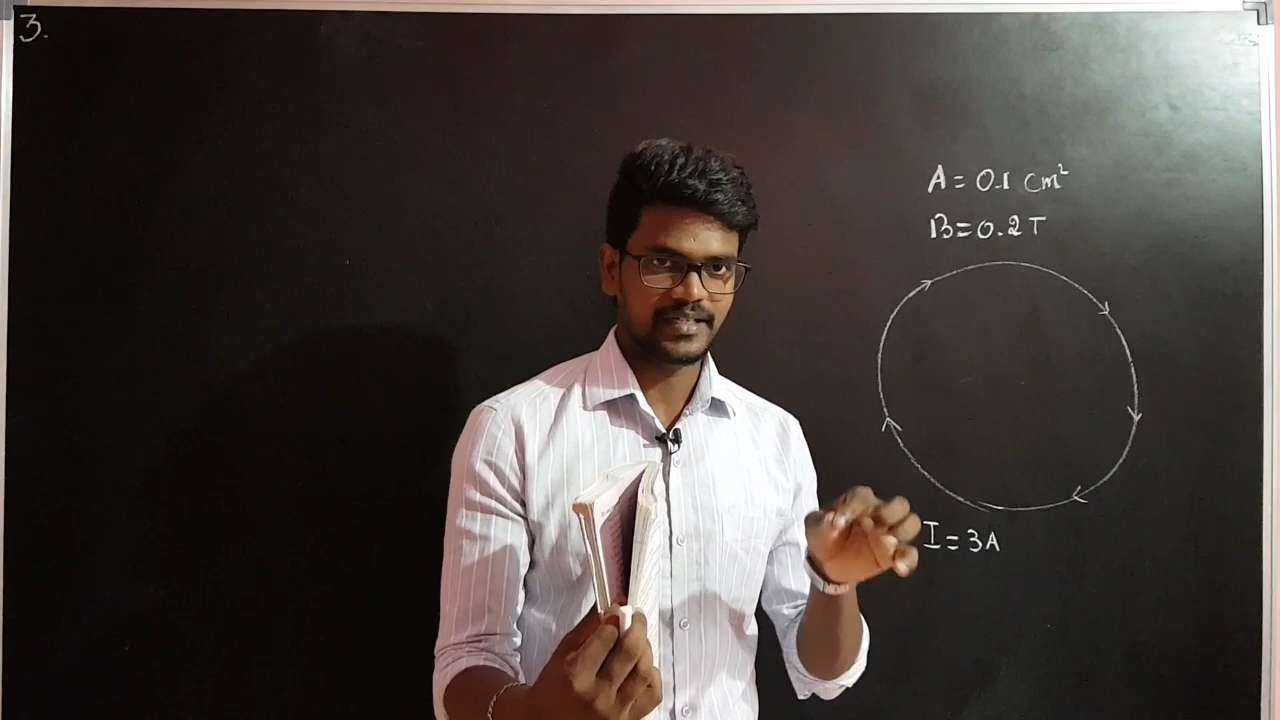 3.
A = 0.1 cm²
B = 0.2 T
I = 3A